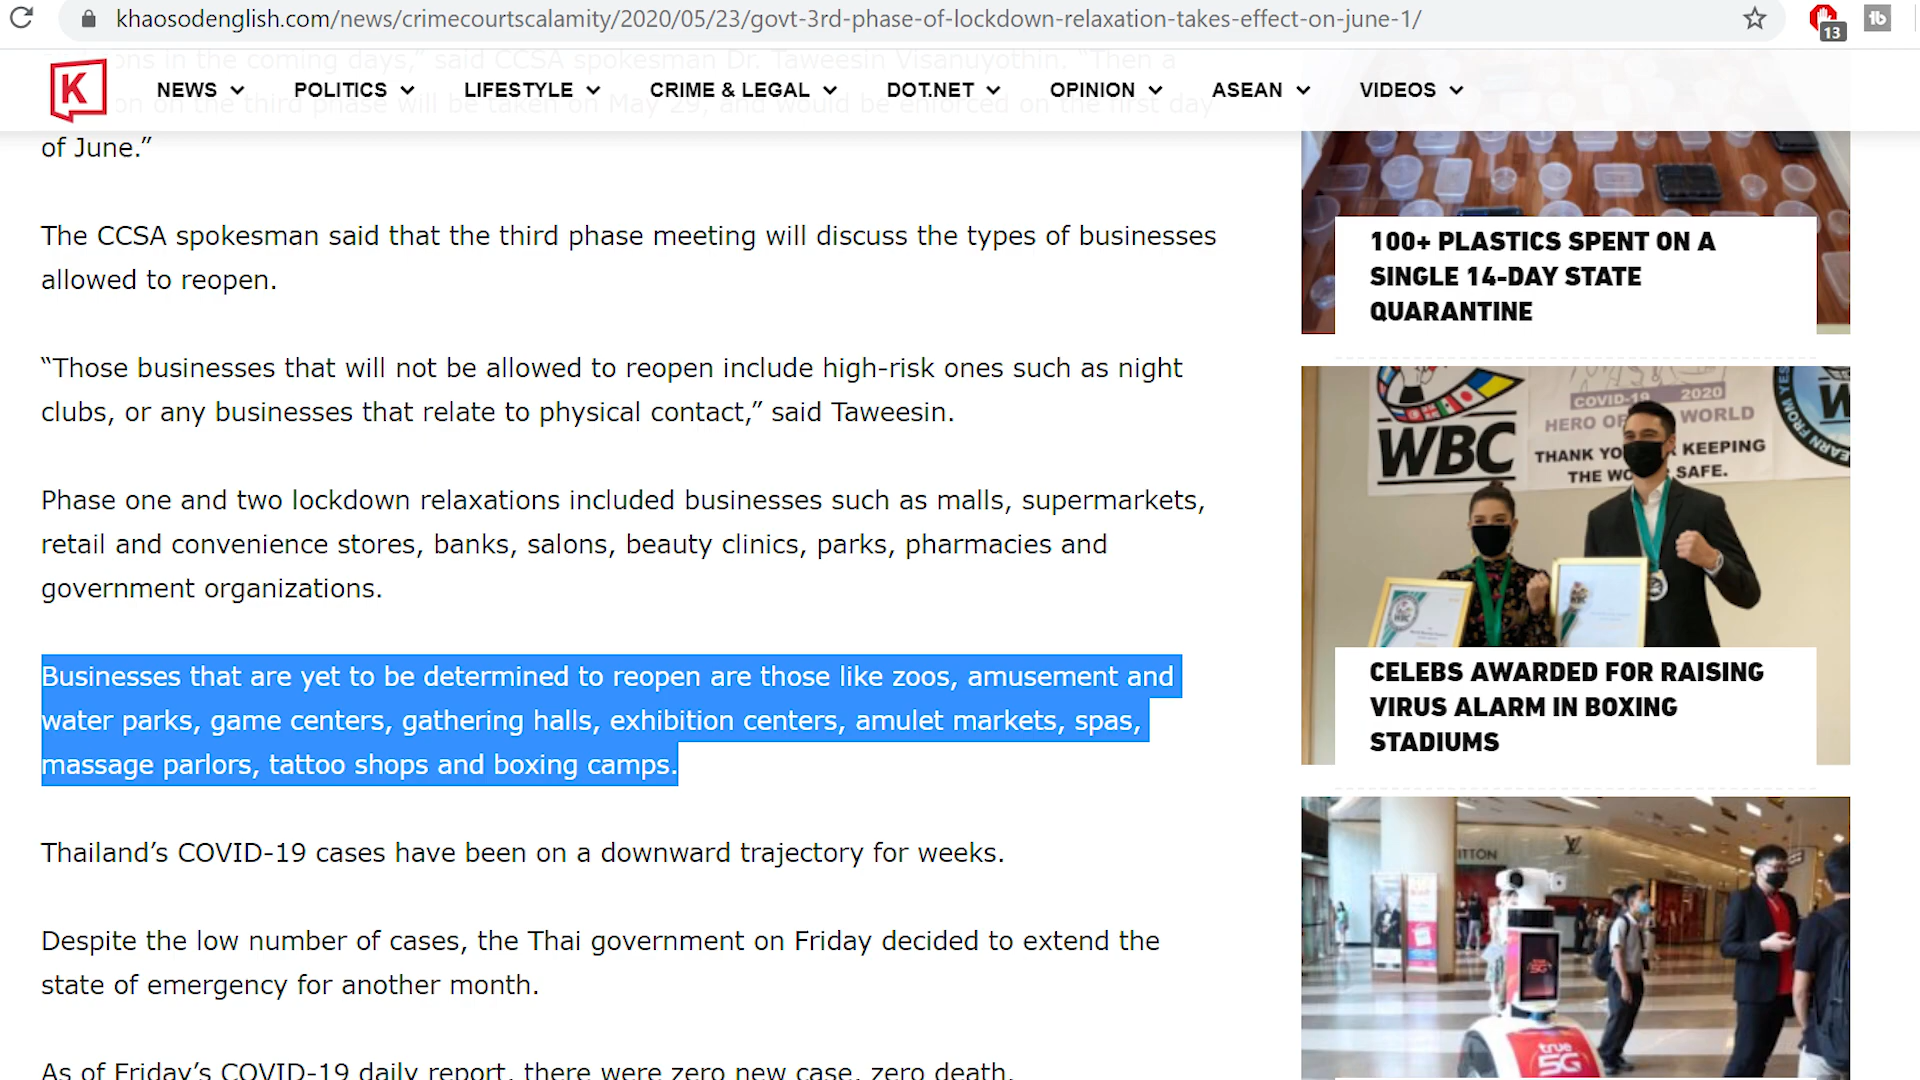 khaosodenglish.com/news/crimecourtscalamity/2020/05/23/govt-3rd-phase-of-lockdown-relaxation-takes-effect-on-june-1/
13
ons in the coming days,” said CCSA spokesman Dr. Taweesin Visanuyothin. “Then a
K NEWS POLITICS LIFESTYLE CRIME & LEGAL DOT.NET OPINION ASEAN VIDEOS
on on the third phase will be taken on May 29, and would be enforced on the first day
of June.”
The CCSA spokesman said that the third phase meeting will discuss the types of businesses
allowed to reopen.
“Those businesses that will not be allowed to reopen include high-risk ones such as night
clubs, or any businesses that relate to physical contact,” said Taweesin.
Phase one and two lockdown relaxations included businesses such as malls, supermarkets,
retail and convenience stores, banks, salons, beauty clinics, parks, pharmacies and
government organizations.
Businesses that are yet to be determined to reopen are those like zoos, amusement and
water parks, game centers, gathering halls, exhibition centers, amulet markets, spas,
massage parlors, tattoo shops and boxing camps.
Thailand’s COVID-19 cases have been on a downward trajectory for weeks.
Despite the low number of cases, the Thai government on Friday decided to extend the
state of emergency for another month.
As of Friday’s COVID-19 daily report, there were zero new case, zero death,
100+ PLASTICS SPENT ON A
SINGLE 14-DAY STATE
QUARANTINE
COVID-19 2020
HERO OF WORLD
THANK YO KEEPING
THE WO SAFE.
WBC
WBC
WBC
CELEBS AWARDED FOR RAISING
VIRUS ALARM IN BOXING
STADIUMS
ITTON
true
5G